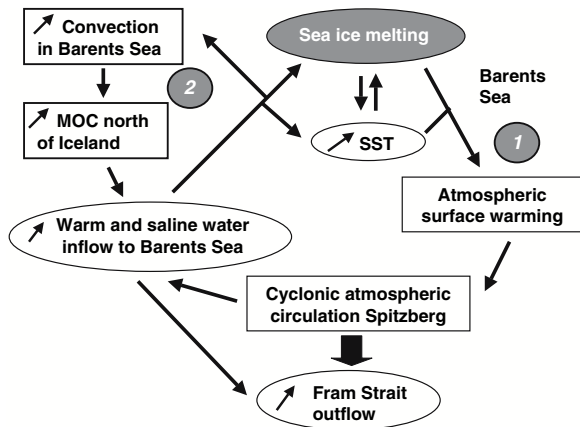 Convection
in Barents Sea
Sea ice melting
2
Barents
Sea
MOC north
of Iceland
SST
1
Atmospheric
surface warming
Warm and saline water
inflow to Barents Sea
Cyclonic atmospheric
circulation Spitzberg
Fram Strait
outflow